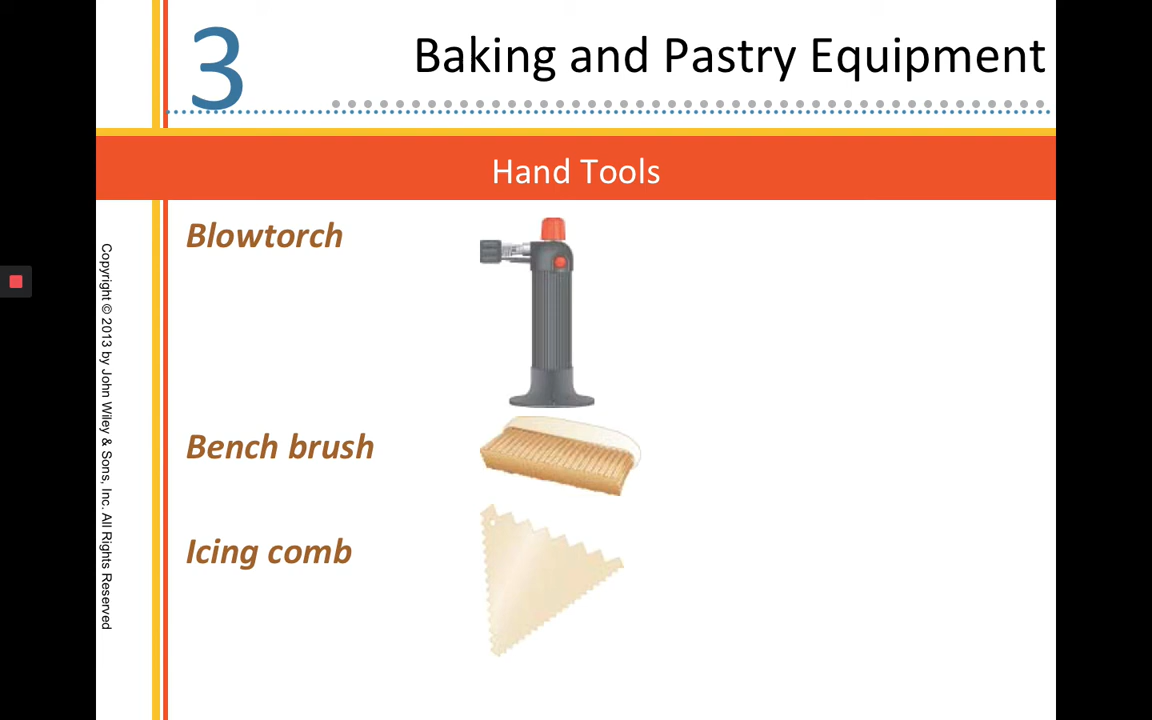 3
Baking and Pastry Equipment
Hand Tools
Blowtorch
Bench brush
Icing comb
Copyright © 2013 by John Wiley & Sons, Inc. All Rights Reserved